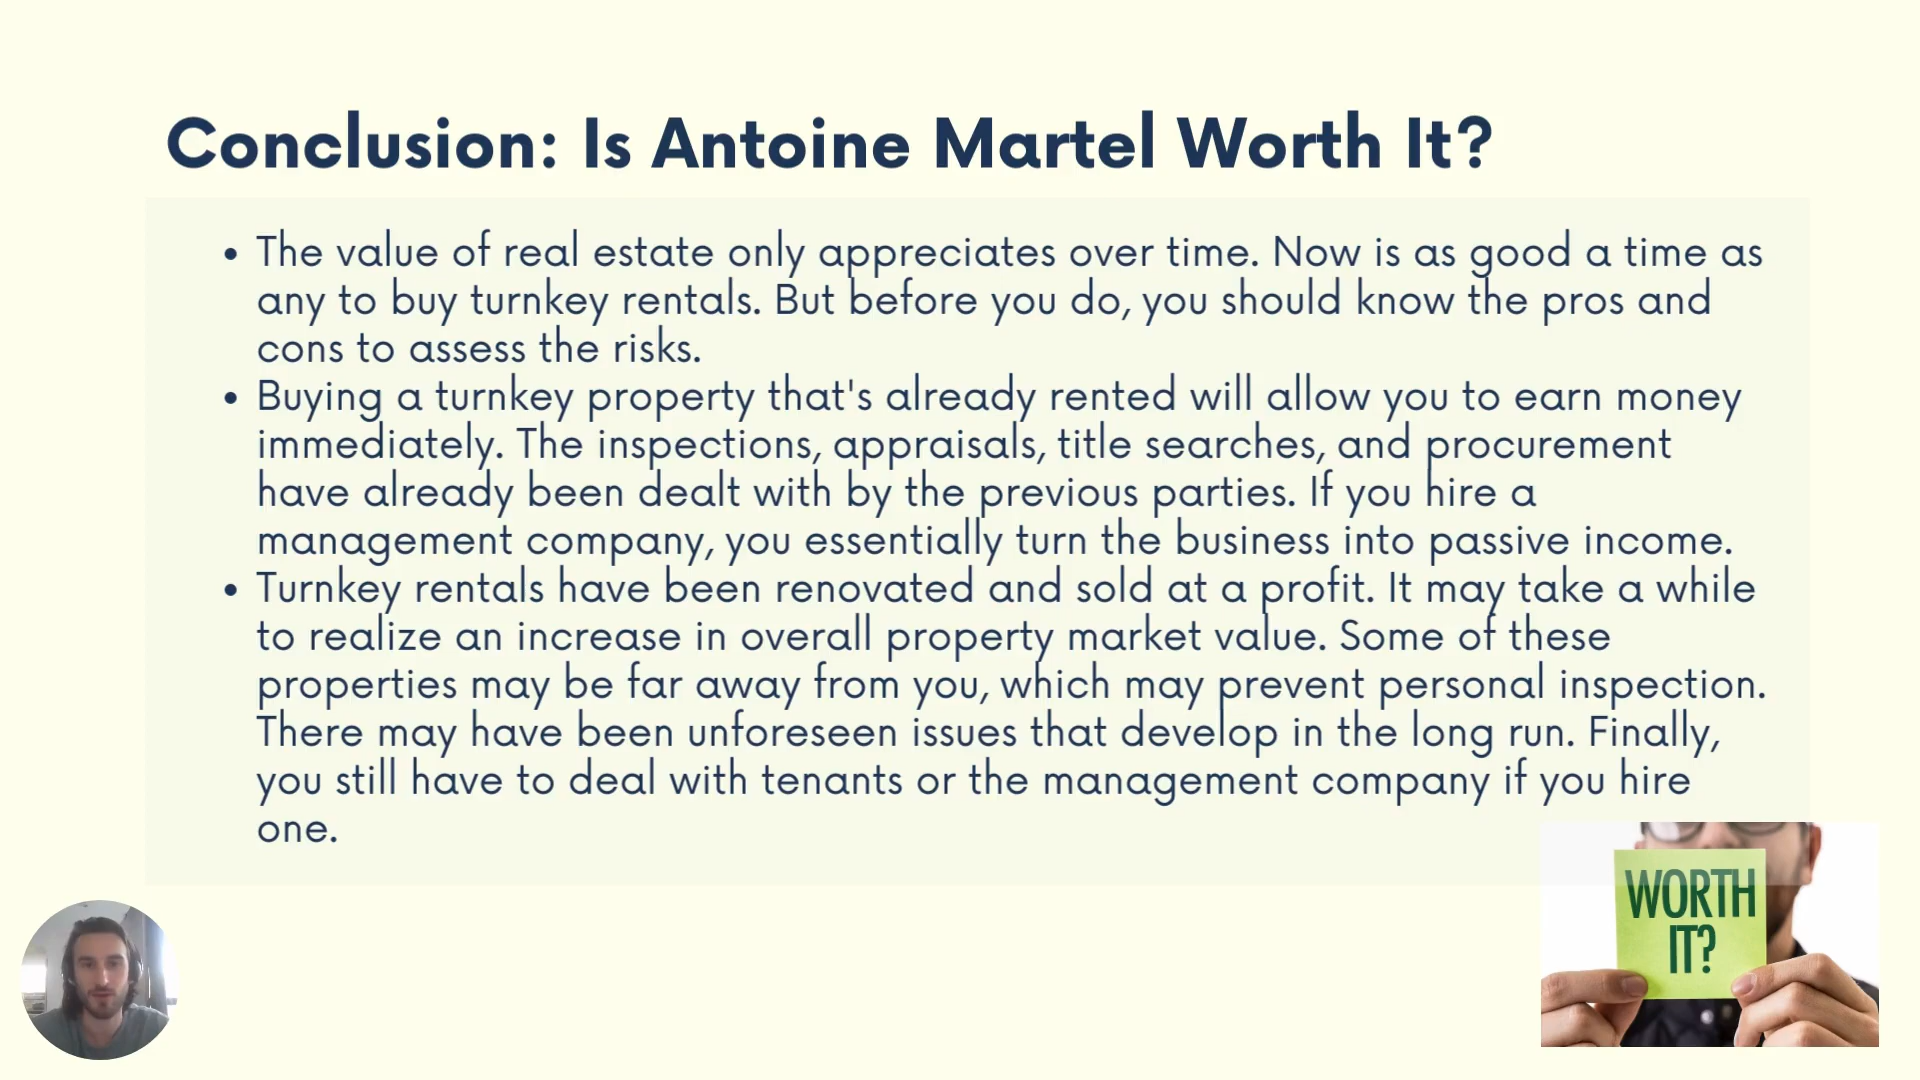 Conclusion: Is Antoine Martel Worth It?
• The value of real estate only appreciates over time. Now is as good a time as
any to buy turnkey rentals. But before you do, you should know the pros and
cons to assess the risks.
• Buying a turnkey property that's already rented will allow you to earn money
immediately. The inspections, appraisals, title searches, and procurement
have already been dealt with by the previous parties. If you hire a
management company, you essentially turn the business into passive income.
• Turnkey rentals have been renovated and sold at a profit. It may take a while
to realize an increase in overall property market value. Some of these
properties may be far away from you, which may prevent personal inspection.
There may have been unforeseen issues that develop in the long run. Finally,
you still have to deal with tenants or the management company if you hire
one.
WORTH
IT?